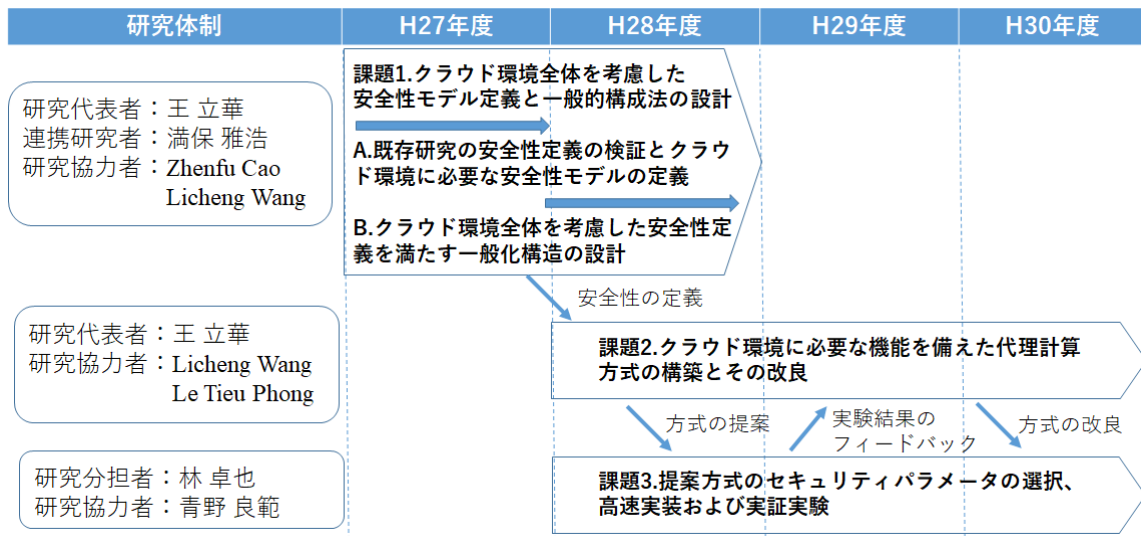 研究体制 H27年度 H28年度 H29年度 H30年度
研究代表者：王 立華
連携研究者：満保 雅浩
研究協力者：Zhenfu Cao
Licheng Wang
課題1.クラウド環境全体を考慮した
安全性モデル定義と一般的構成法の設計
A.既存研究の安全性定義の検証とクラウ
ド環境に必要な安全性モデルの定義
B.クラウド環境全体を考慮した安全性定
義を満たす一般化構造の設計
安全性の定義
研究代表者：王 立華
研究協力者：Licheng Wang
Le Tieu Phong
課題2.クラウド環境に必要な機能を備えた代理計算
方式の構築とその改良
方式の提案
実験結果の
フィードバック
方式の改良
研究分担者：林 卓也
研究協力者：青野 良範
課題3.提案方式のセキュリティパラメータの選択、
高速実装および実証実験